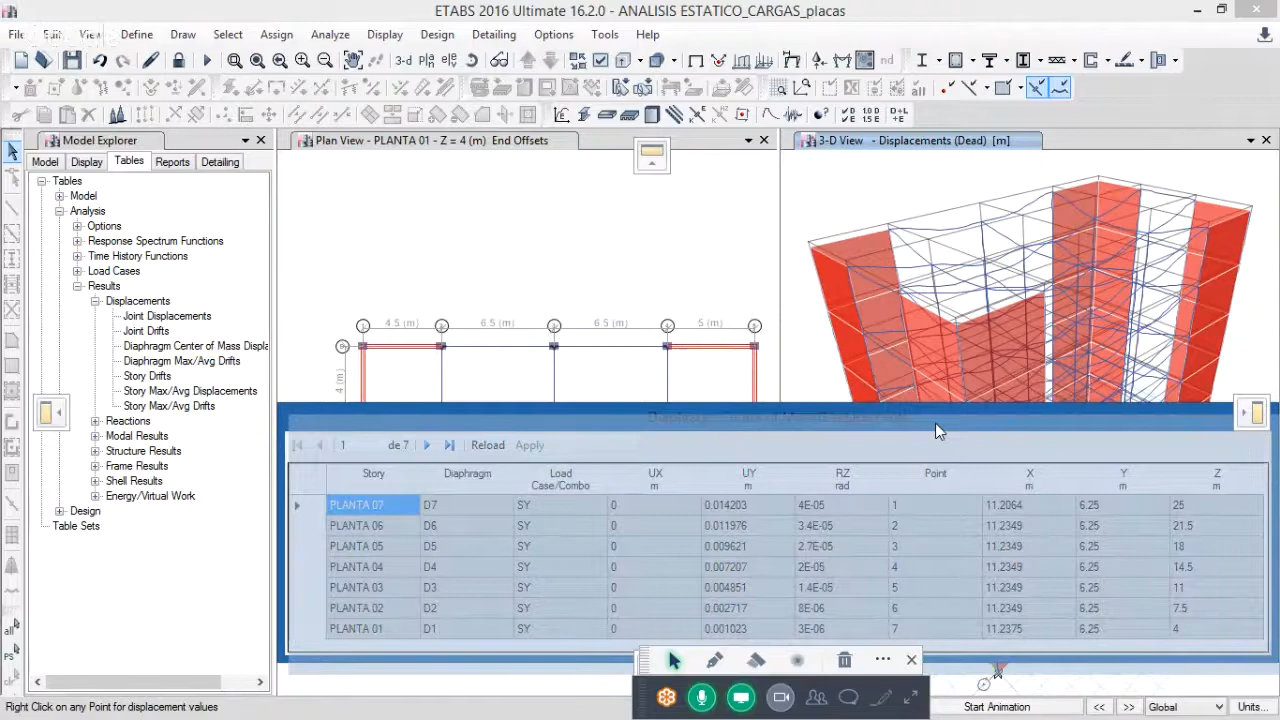 ETABS 2016 Ultimate 16.2.0 - ANALISIS ESTATICO_CARGAS_placas
File Edit View Define Draw Select Assign Analyze Display Design Detailing Options Tools Help
3-d nd
Model Explorer
Plan View - PLANTA 01 - Z = 4 (m) End Offsets
3-D View - Displacements (Dead) [m]
Model Display Tables Reports Detailing
Tables
Model
Analysis
Options
Response Spectrum Functions
Time History Functions
Load Cases
Results
Displacements
Joint Displacements
Joint Drifts
Diaphragm Center of Mass Displa
Diaphragm Max/Avg Drifts
Story Drifts
Story Max/Avg Displacements
Story Max/Avg Drifts
Reactions
Modal Results
Structure Results
Frame Results
Shell Results
Energy/Virtual Work
Design
Table Sets
4.5 (m) 6.5 (m) 6.5 (m) 5 (m)
4 (m)
1 de 7 Reload Apply
Story Diaphragm Load Case/Combo UX m UY m RZ rad Point X m Y m Z m
PLANTA 07 D7 SY 0 0.014203 4E-05 1 11.2064 6.25 25
PLANTA 06 D6 SY 0 0.011976 3.4E-05 2 11.2349 6.25 21.5
PLANTA 05 D5 SY 0 0.009621 2.7E-05 3 11.2349 6.25 18
PLANTA 04 D4 SY 0 0.007207 2E-05 4 11.2349 6.25 14.5
PLANTA 03 D3 SY 0 0.004851 1.4E-05 5 11.2349 6.25 11
PLANTA 02 D2 SY 0 0.002717 8E-06 6 11.2349 6.25 7.5
PLANTA 01 D1 SY 0 0.001023 3E-06 7 11.2375 6.25 4
all
PS
Right Click on any Point for displacement values
Start Animation << >> Global Units...